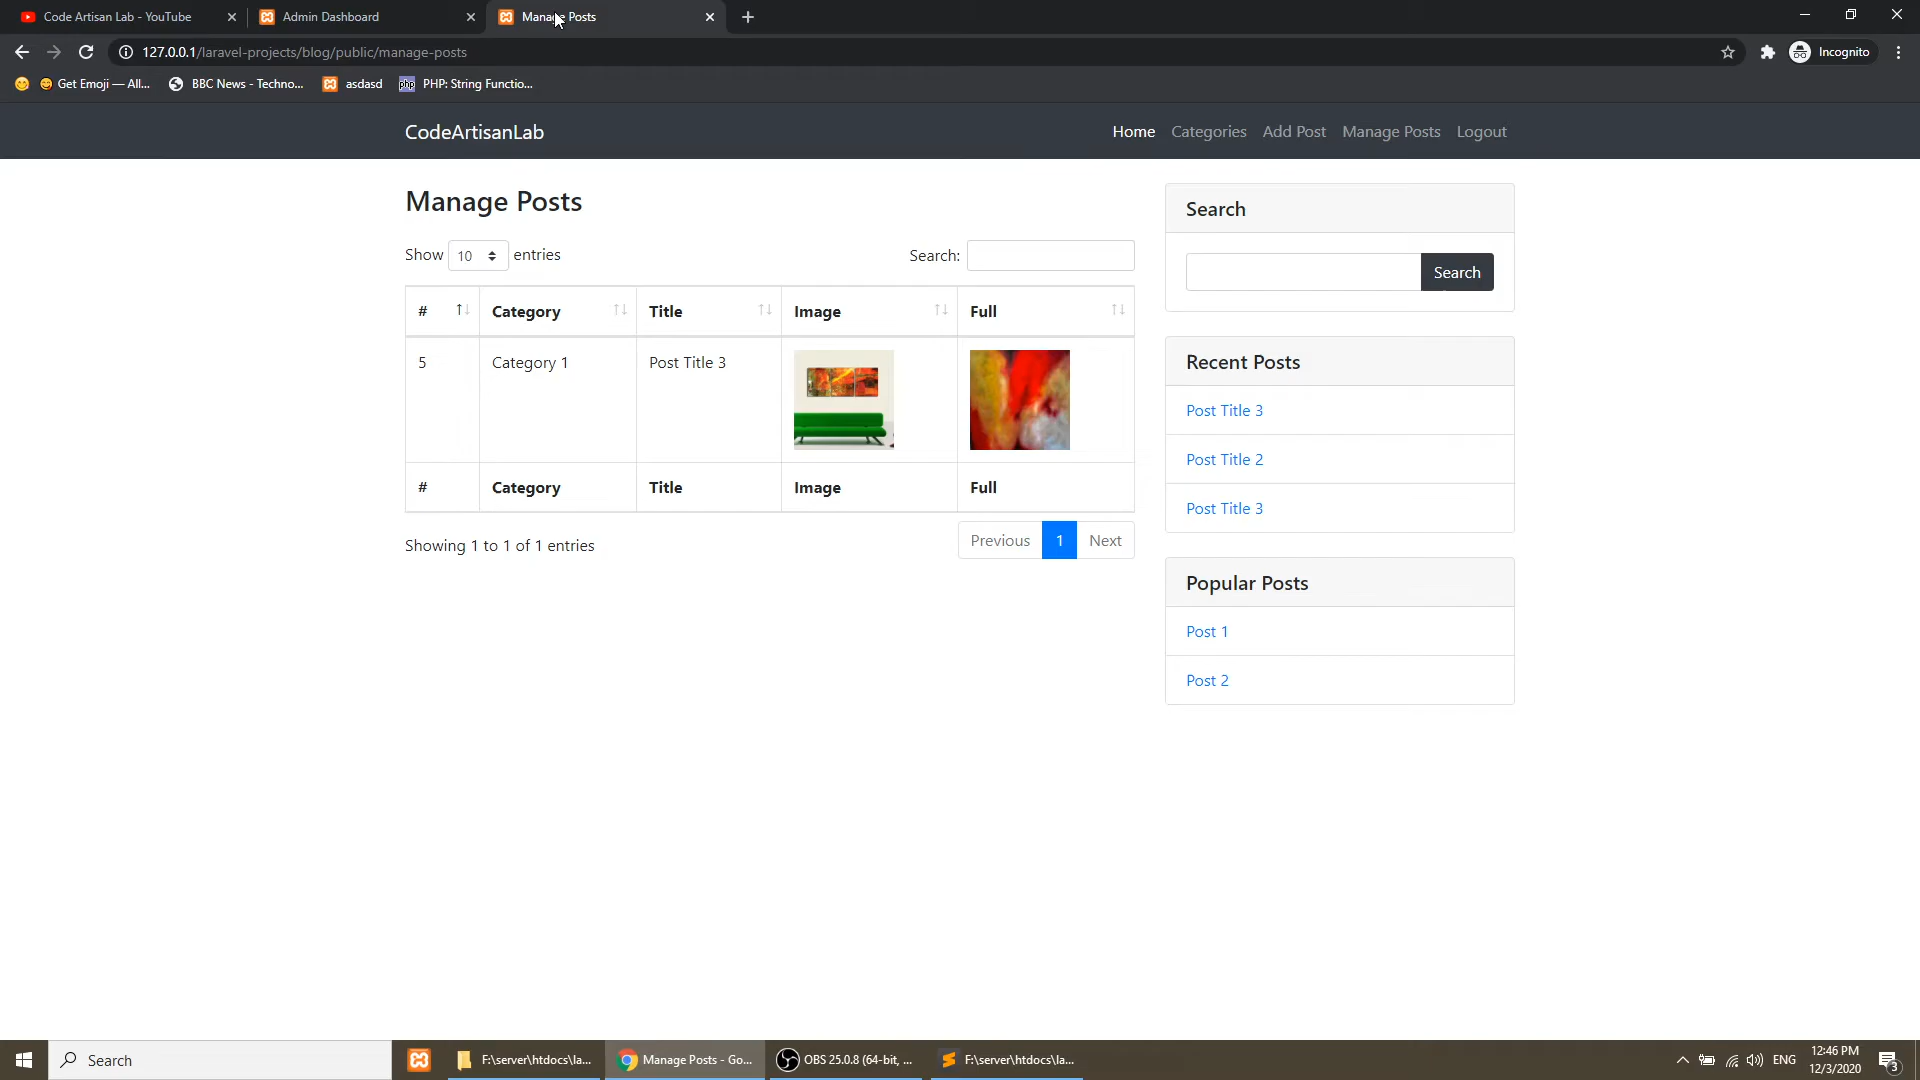 Code Artisan Lab - YouTube
Admin Dashboard
Manage Posts
127.0.0.1/laravel-projects/blog/public/manage-posts
Incognito
Get Emoji — All...
BBC News - Techno...
asdasd
php
PHP: String Functio...
CodeArtisanLab
Home
Categories
Add Post
Manage Posts
Logout
Manage Posts
Show 10 entries
Search:
# Category Title Image Full
5 Category 1 Post Title 3
# Category Title Image Full
Showing 1 to 1 of 1 entries
Previous 1 Next
Search
Search
Recent Posts
Post Title 3
Post Title 2
Post Title 3
Popular Posts
Post 1
Post 2
Search
F:\server\htdocs\la...
Manage Posts - Go...
OBS 25.0.8 (64-bit, ...
F:\server\htdocs\la...
ENG
12:46 PM
12/3/2020
3